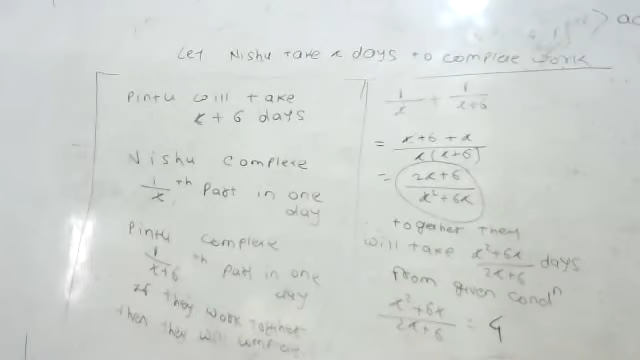 Let Nishu take x days to complete work
Pintu will take
x + 6 days
Nishu complete
1/x th part in one
day
Pintu complete
1/x+6 th part in one
day
If they work together
then they will complete
1/x + 1/x+6
= x+6+x/x(x+6)
= 2x+6/x²+6x
together they
will take x²+6x/2x+6 days
From given condⁿ
x²+6x/2x+6 = 4